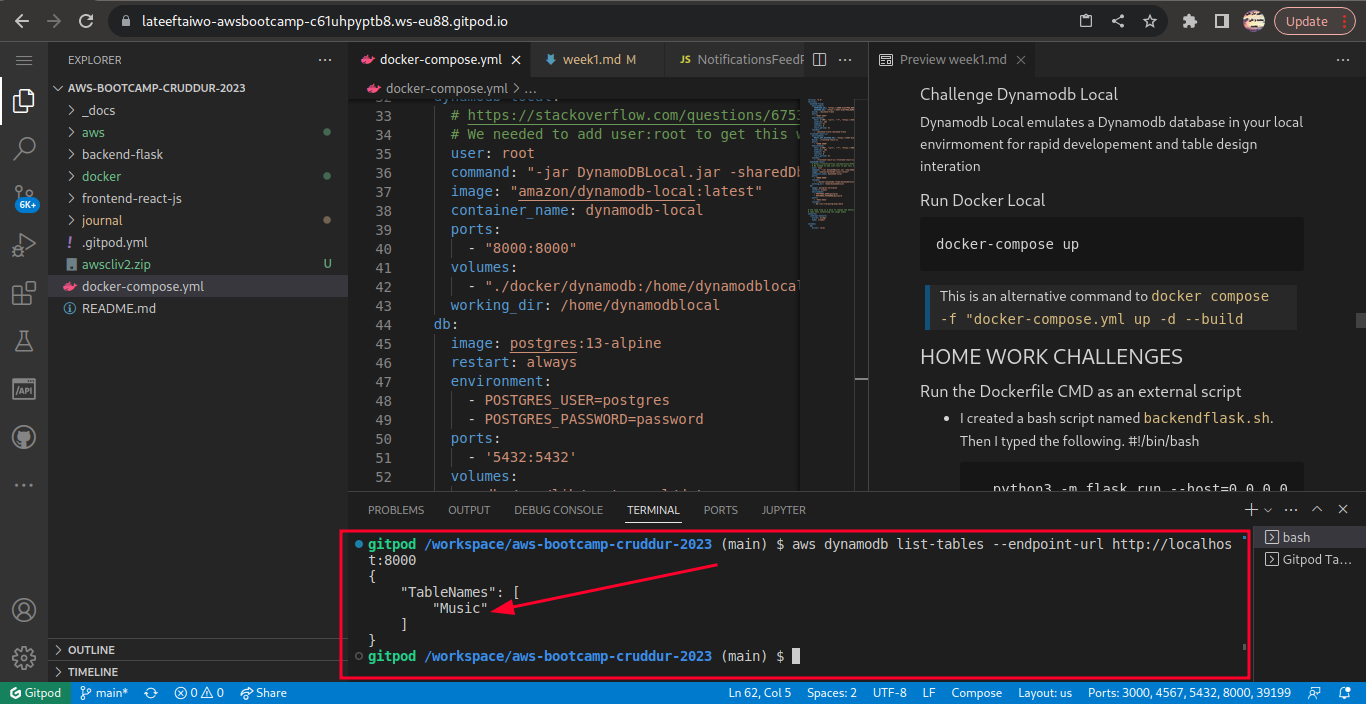 lateeftaiwo-awsbootcamp-c61uhpyptb8.ws-eu88.gitpod.io
Update
EXPLORER
AWS-BOOTCAMP-CRUDDUR-2023
_docs
aws
backend-flask
docker
frontend-react-js
journal
! .gitpod.yml
awscliv2.zip U
docker-compose.yml
README.md
OUTLINE
TIMELINE
6K+
/API
docker-compose.yml
week1.md M
JS NotificationsFeedP
docker-compose.yml > ...
33 # https://stackoverflow.com/questions/6753
34 # We needed to add user:root to get this w
35 user: root
36 command: "-jar DynamoDBLocal.jar -sharedDb
37 image: "amazon/dynamodb-local:latest"
38 container_name: dynamodb-local
39 ports:
40 - "8000:8000"
41 volumes:
42 - "./docker/dynamodb:/home/dynamodblocal
43 working_dir: /home/dynamodblocal
44 db:
45 image: postgres:13-alpine
46 restart: always
47 environment:
48 - POSTGRES_USER=postgres
49 - POSTGRES_PASSWORD=password
50 ports:
51 - '5432:5432'
52 volumes:
Preview week1.md
Challenge Dynamodb Local
Dynamodb Local emulates a Dynamodb database in your local
envirmoment for rapid developement and table design
interation
Run Docker Local
docker-compose up
This is an alternative command to docker compose
-f "docker-compose.yml up -d --build
HOME WORK CHALLENGES
Run the Dockerfile CMD as an external script
• I created a bash script named backendflask.sh.
Then I typed the following. #!/bin/bash
python3 -m flask run --host=0.0.0.0
PROBLEMS OUTPUT DEBUG CONSOLE TERMINAL PORTS JUPYTER
gitpod /workspace/aws-bootcamp-cruddur-2023 (main) $ aws dynamodb list-tables --endpoint-url http://localhos
t:8000
{
"TableNames": [
"Music"
]
}
gitpod /workspace/aws-bootcamp-cruddur-2023 (main) $
bash
Gitpod Ta...
Gitpod main* 0 0 Share Ln 62, Col 5 Spaces: 2 UTF-8 LF Compose Layout: us Ports: 3000, 4567, 5432, 8000, 39199